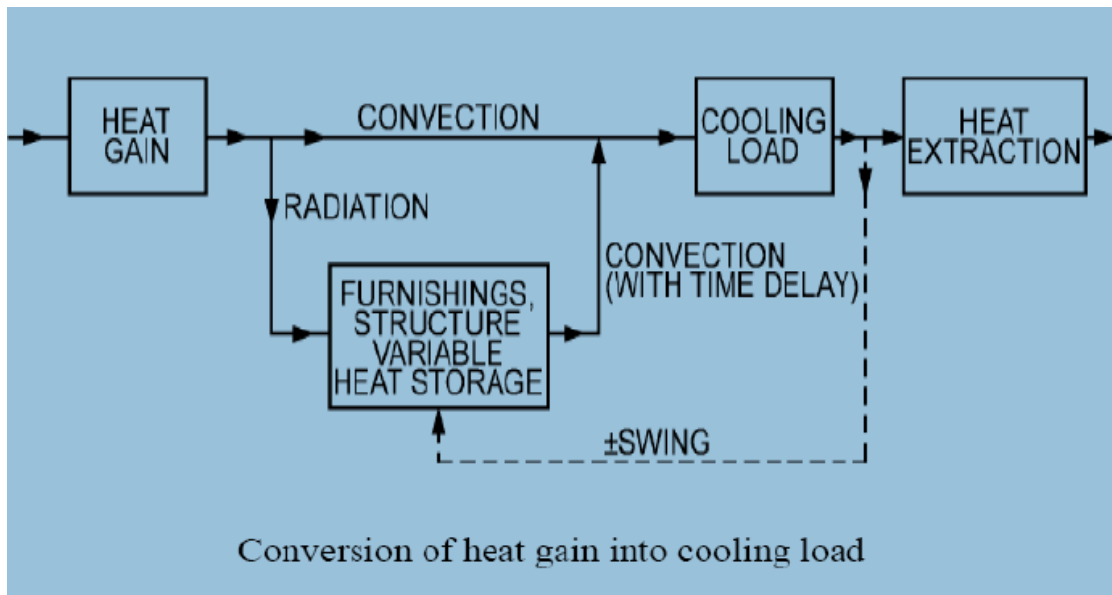 HEAT
GAIN
CONVECTION
COOLING
LOAD
HEAT
EXTRACTION
RADIATION
CONVECTION
(WITH TIME DELAY)
FURNISHINGS,
STRUCTURE
VARIABLE
HEAT STORAGE
±SWING
Conversion of heat gain into cooling load